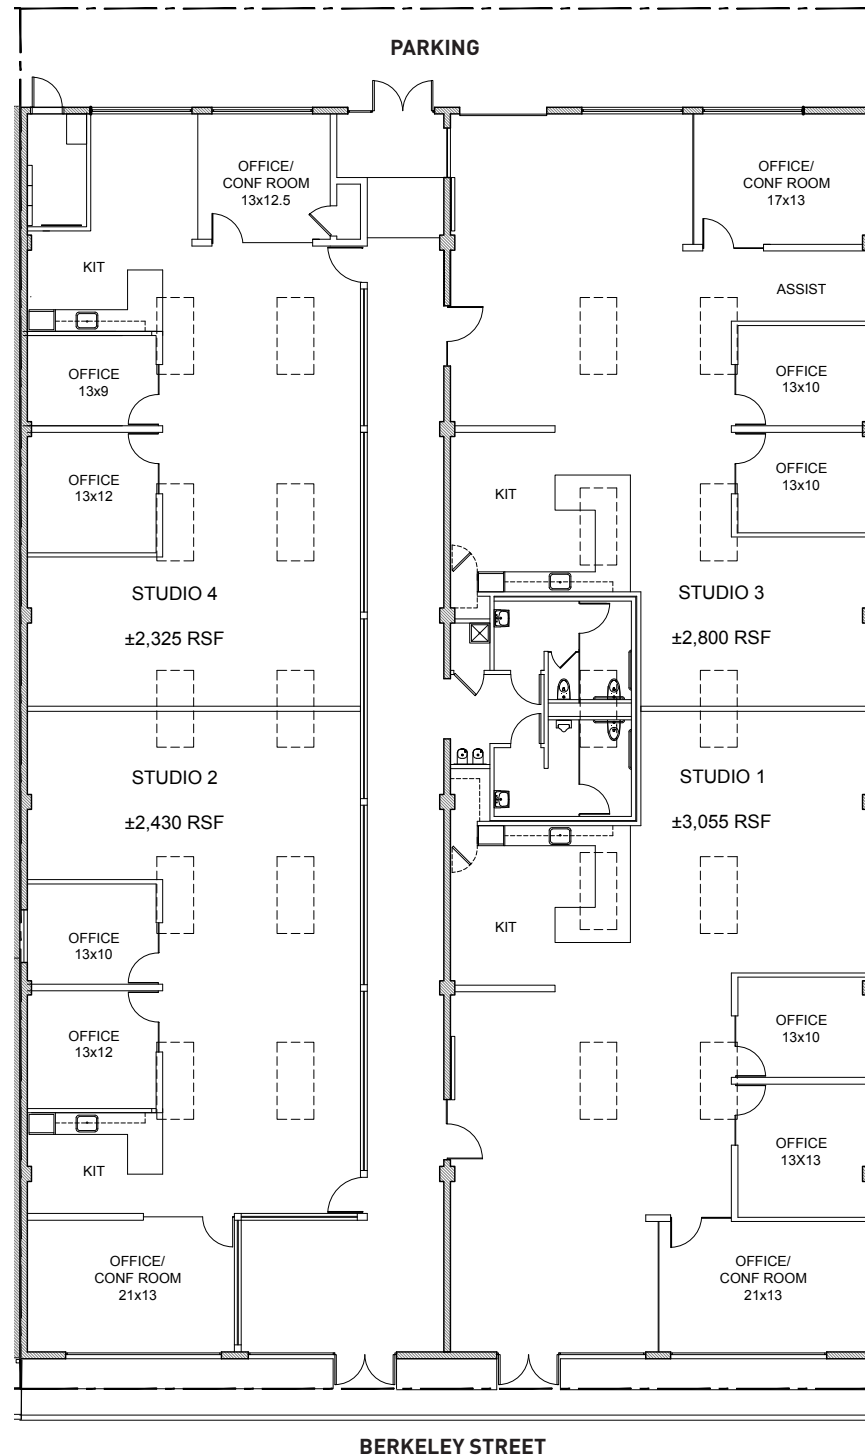 PARKING
OFFICE/
CONF ROOM
13x12.5
OFFICE/
CONF ROOM
17x13
KIT
ASSIST
OFFICE
13x9
OFFICE
13x10
OFFICE
13x12
OFFICE
13x10
KIT
STUDIO 4
±2,325 RSF
STUDIO 3
±2,800 RSF
STUDIO 2
±2,430 RSF
STUDIO 1
±3,055 RSF
OFFICE
13x10
KIT
OFFICE
13x10
OFFICE
13x12
OFFICE
13X13
KIT
OFFICE/
CONF ROOM
21x13
OFFICE/
CONF ROOM
21x13
BERKELEY STREET